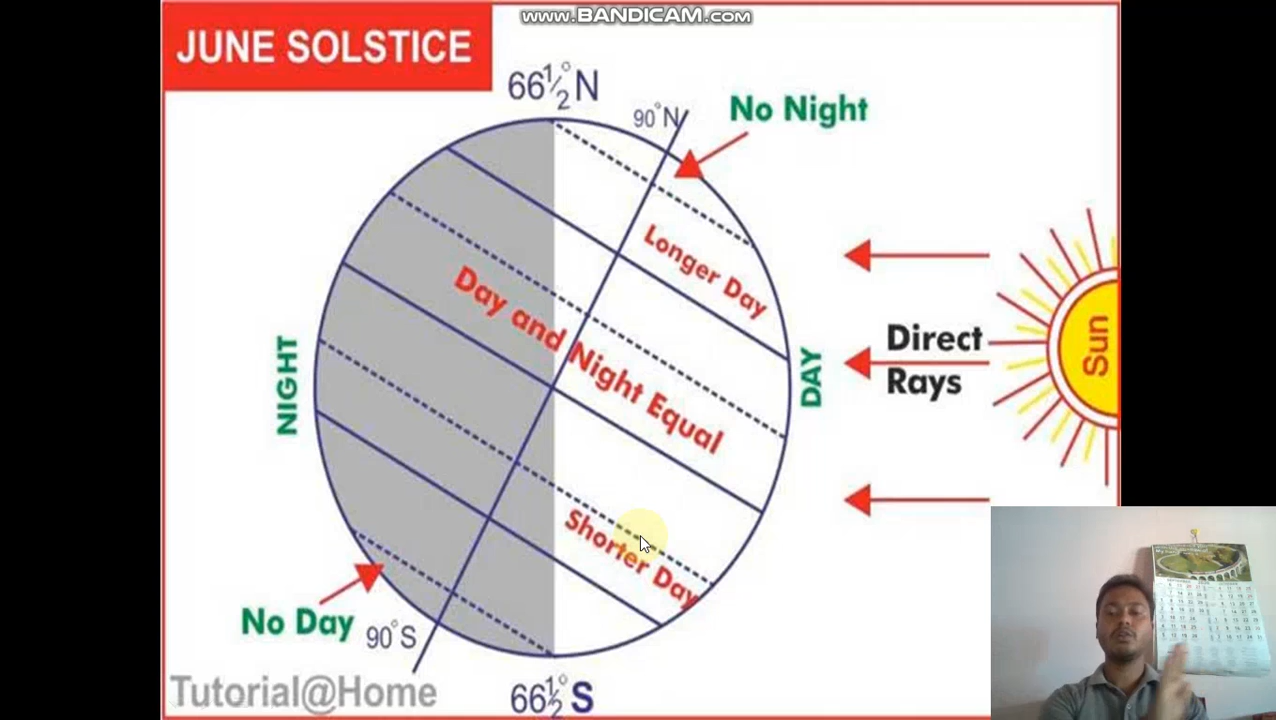 www.BANDICAM.com
JUNE SOLSTICE
66½°N
90°N
No Night
Longer Day
Day and Night Equal
NIGHT
DAY
Direct
Rays
Sun
Shorter Day
No Day
90°S
Tutorial@Home
66½°S